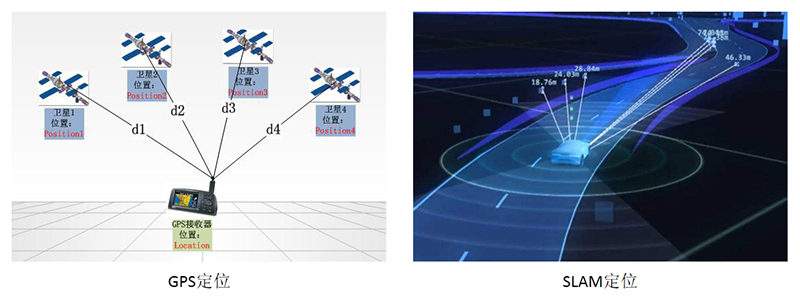 卫星1
位置:
Position1
卫星2
位置:
Position2
卫星3
位置:
Position3
卫星4
位置:
Position4
d1
d2
d3
d4
GPS接收器
位置:
Location
18.76m
24.03m
28.84m
46.33m
GPS定位
SLAM定位